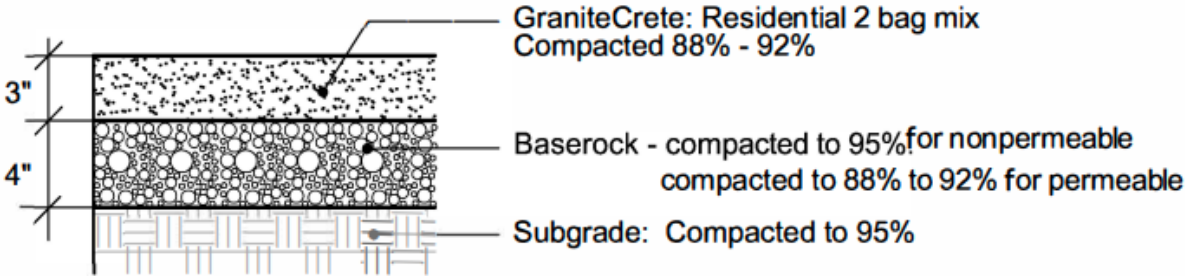 GraniteCrete: Residential 2 bag mix
Compacted 88% - 92%
3"
Baserock - compacted to 95% for nonpermeable
compacted to 88% to 92% for permeable
4"
Subgrade: Compacted to 95%